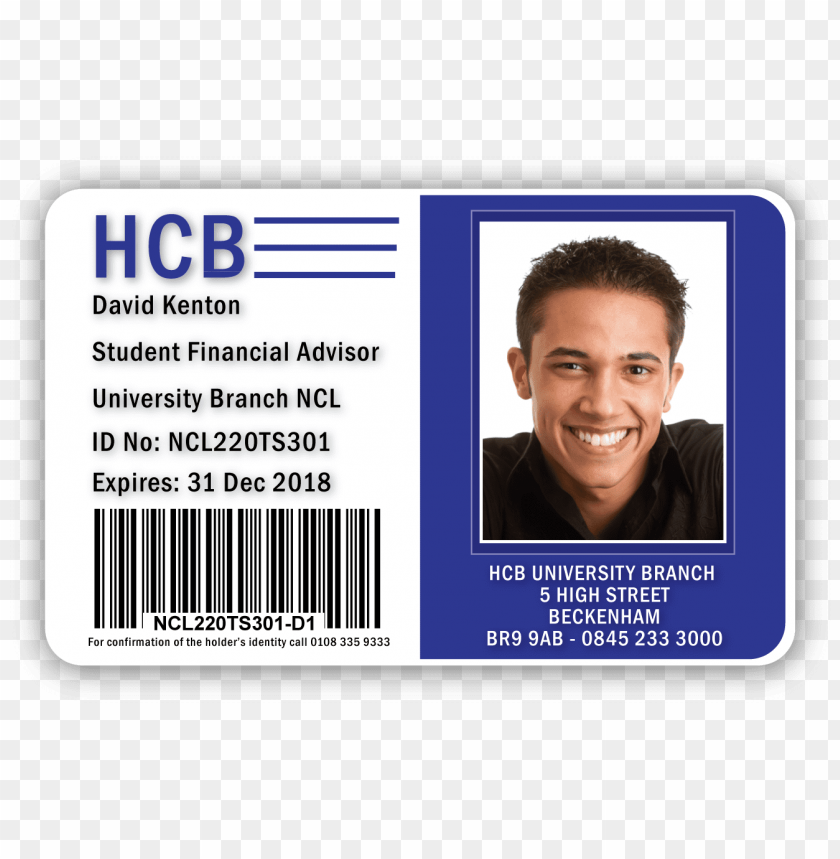 HCB
David Kenton
Student Financial Advisor
University Branch NCL
ID No: NCL220TS301
Expires: 31 Dec 2018
NCL220TS301-D1
For confirmation of the holder's identity call 0108 335 9333
HCB UNIVERSITY BRANCH
5 HIGH STREET
BECKENHAM
BR9 9AB - 0845 233 3000